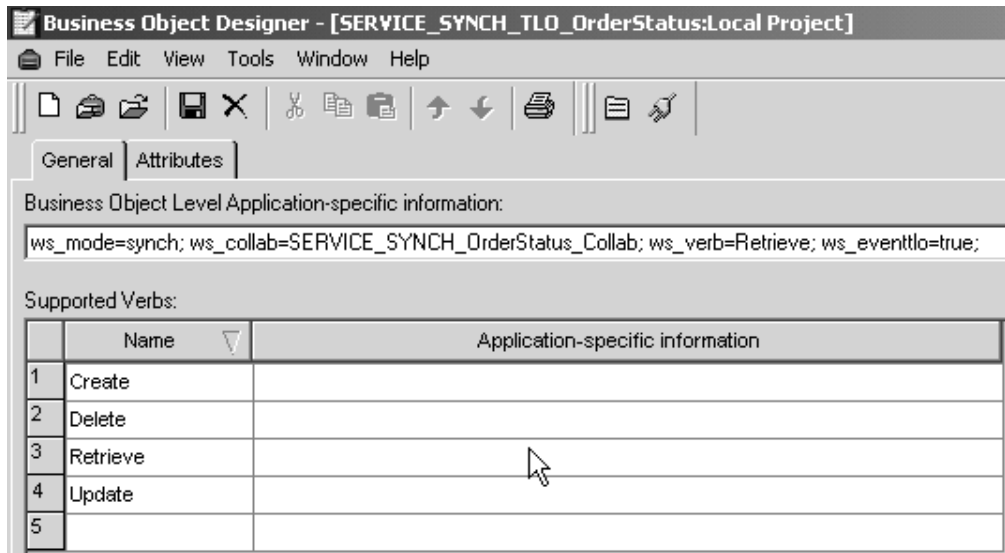 Business Object Designer - [SERVICE_SYNCH_TLO_OrderStatus:Local Project]
File Edit View Tools Window Help
General Attributes
Business Object Level Application-specific information:
ws_mode=synch; ws_collab=SERVICE_SYNCH_OrderStatus_Collab; ws_verb=Retrieve; ws_eventtlo=true;
Supported Verbs:
Name Application-specific information
1 Create
2 Delete
3 Retrieve
4 Update
5